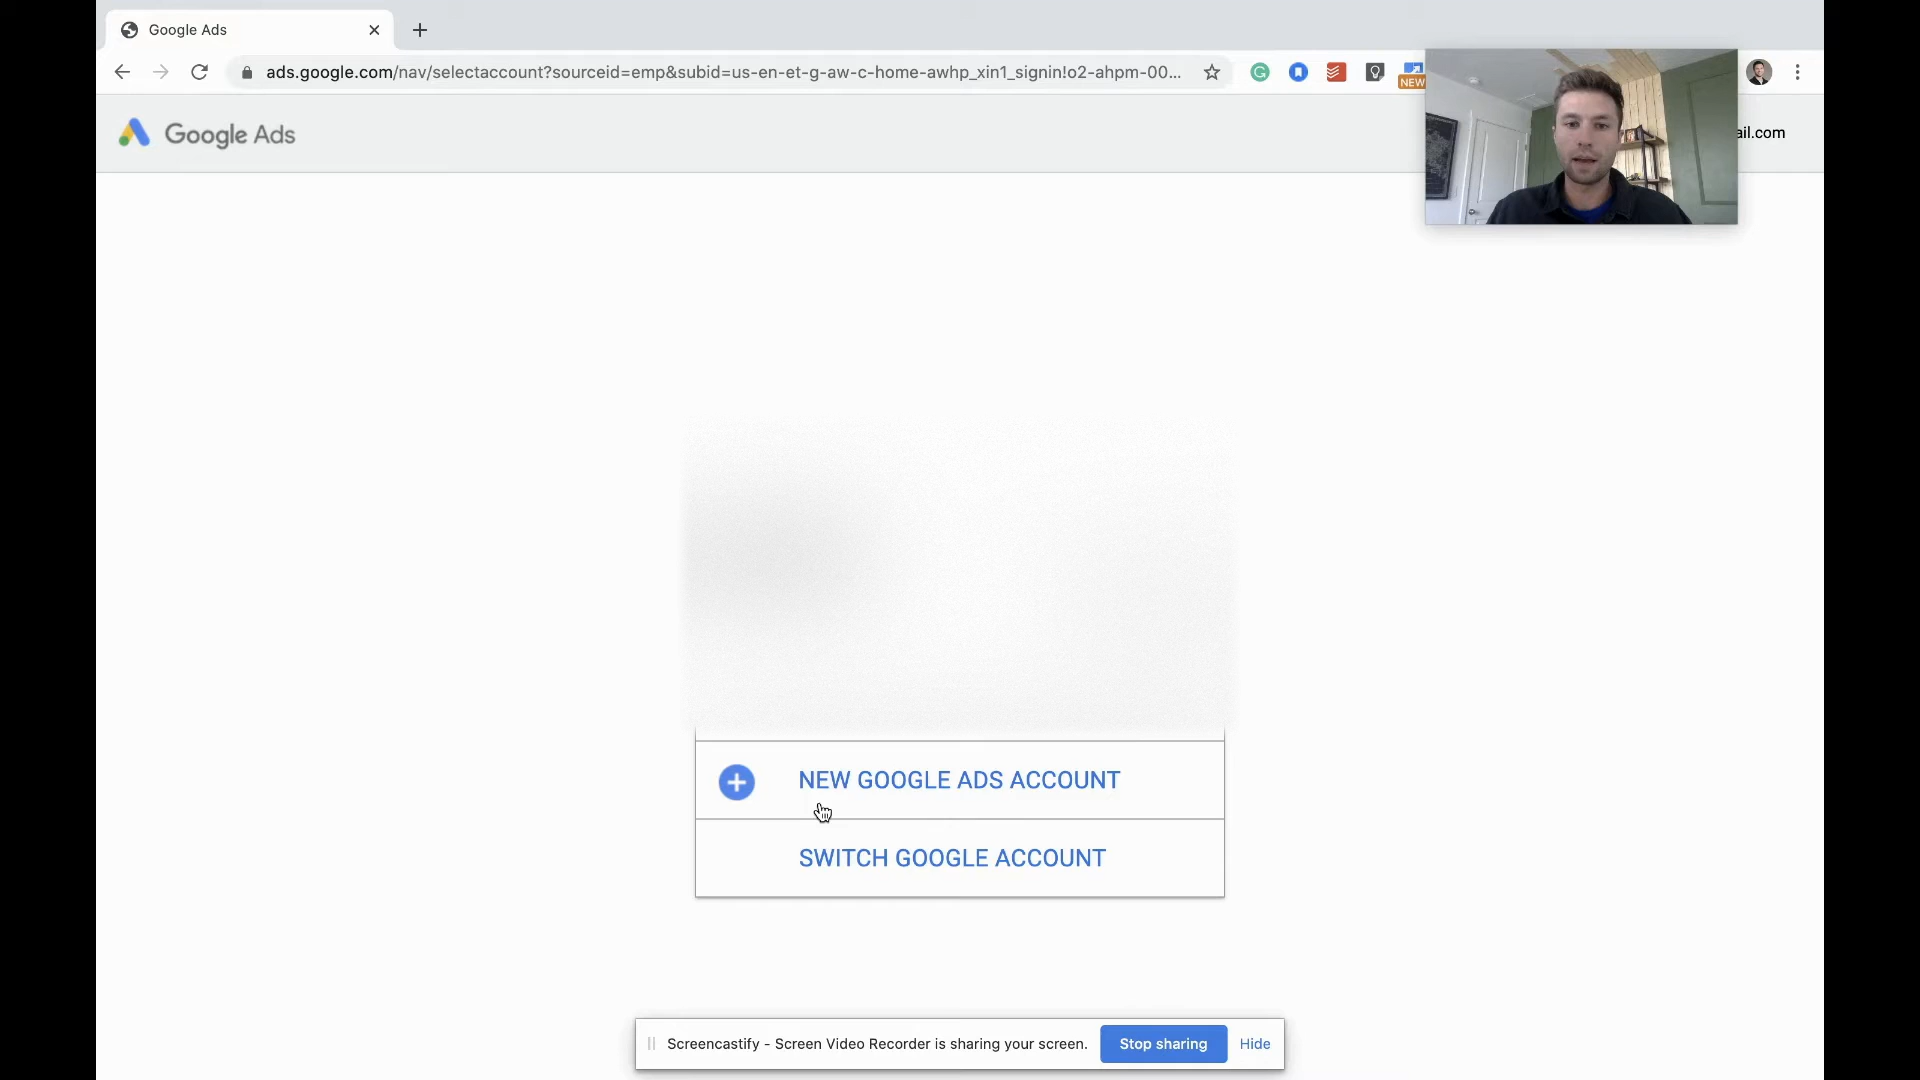 Google Ads
ads.google.com/nav/selectaccount?sourceid=emp&subid=us-en-et-g-aw-c-home-awhp_xin1_signin!o2-ahpm-00...
NEW
Google Ads
ail.com
NEW GOOGLE ADS ACCOUNT
SWITCH GOOGLE ACCOUNT
Screencastify - Screen Video Recorder is sharing your screen.
Stop sharing
Hide